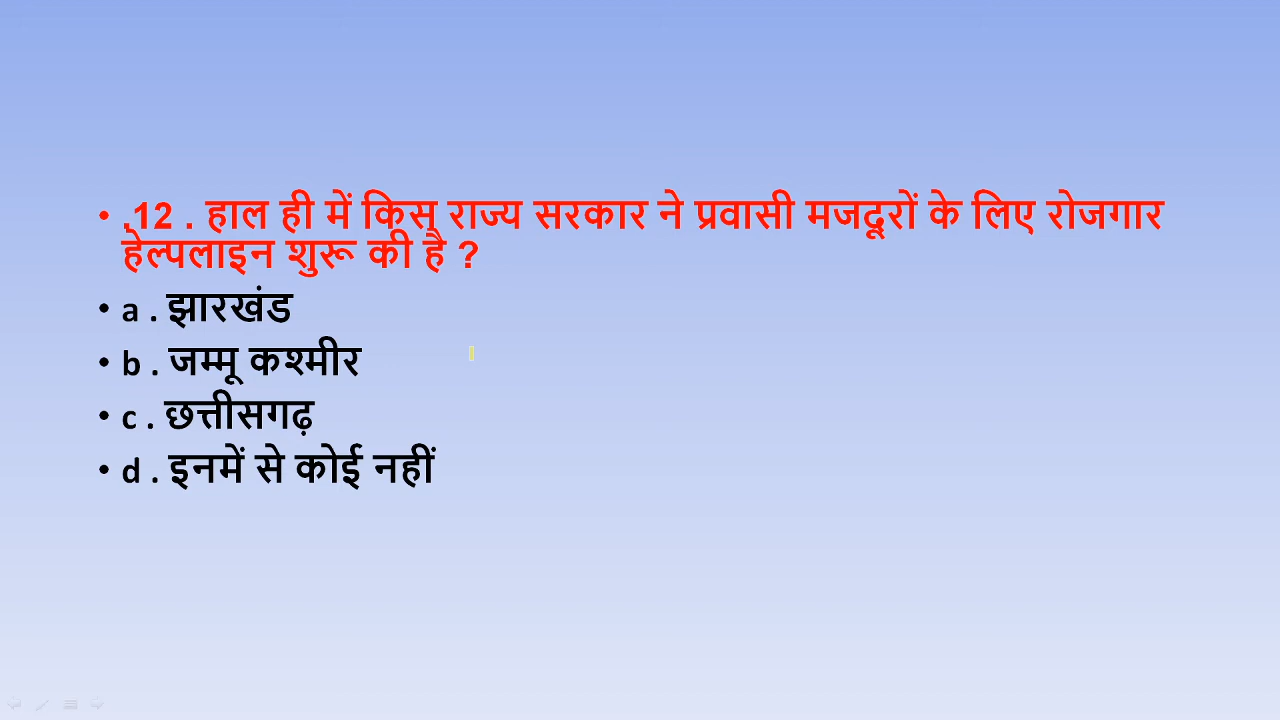 • .12 . हाल ही में किस राज्य सरकार ने प्रवासी मजदूरों के लिए रोजगार
हेल्पलाइन शुरू की है ?
• a . झारखंड
• b . जम्मू कश्मीर
• c . छत्तीसगढ़
• d . इनमें से कोई नहीं